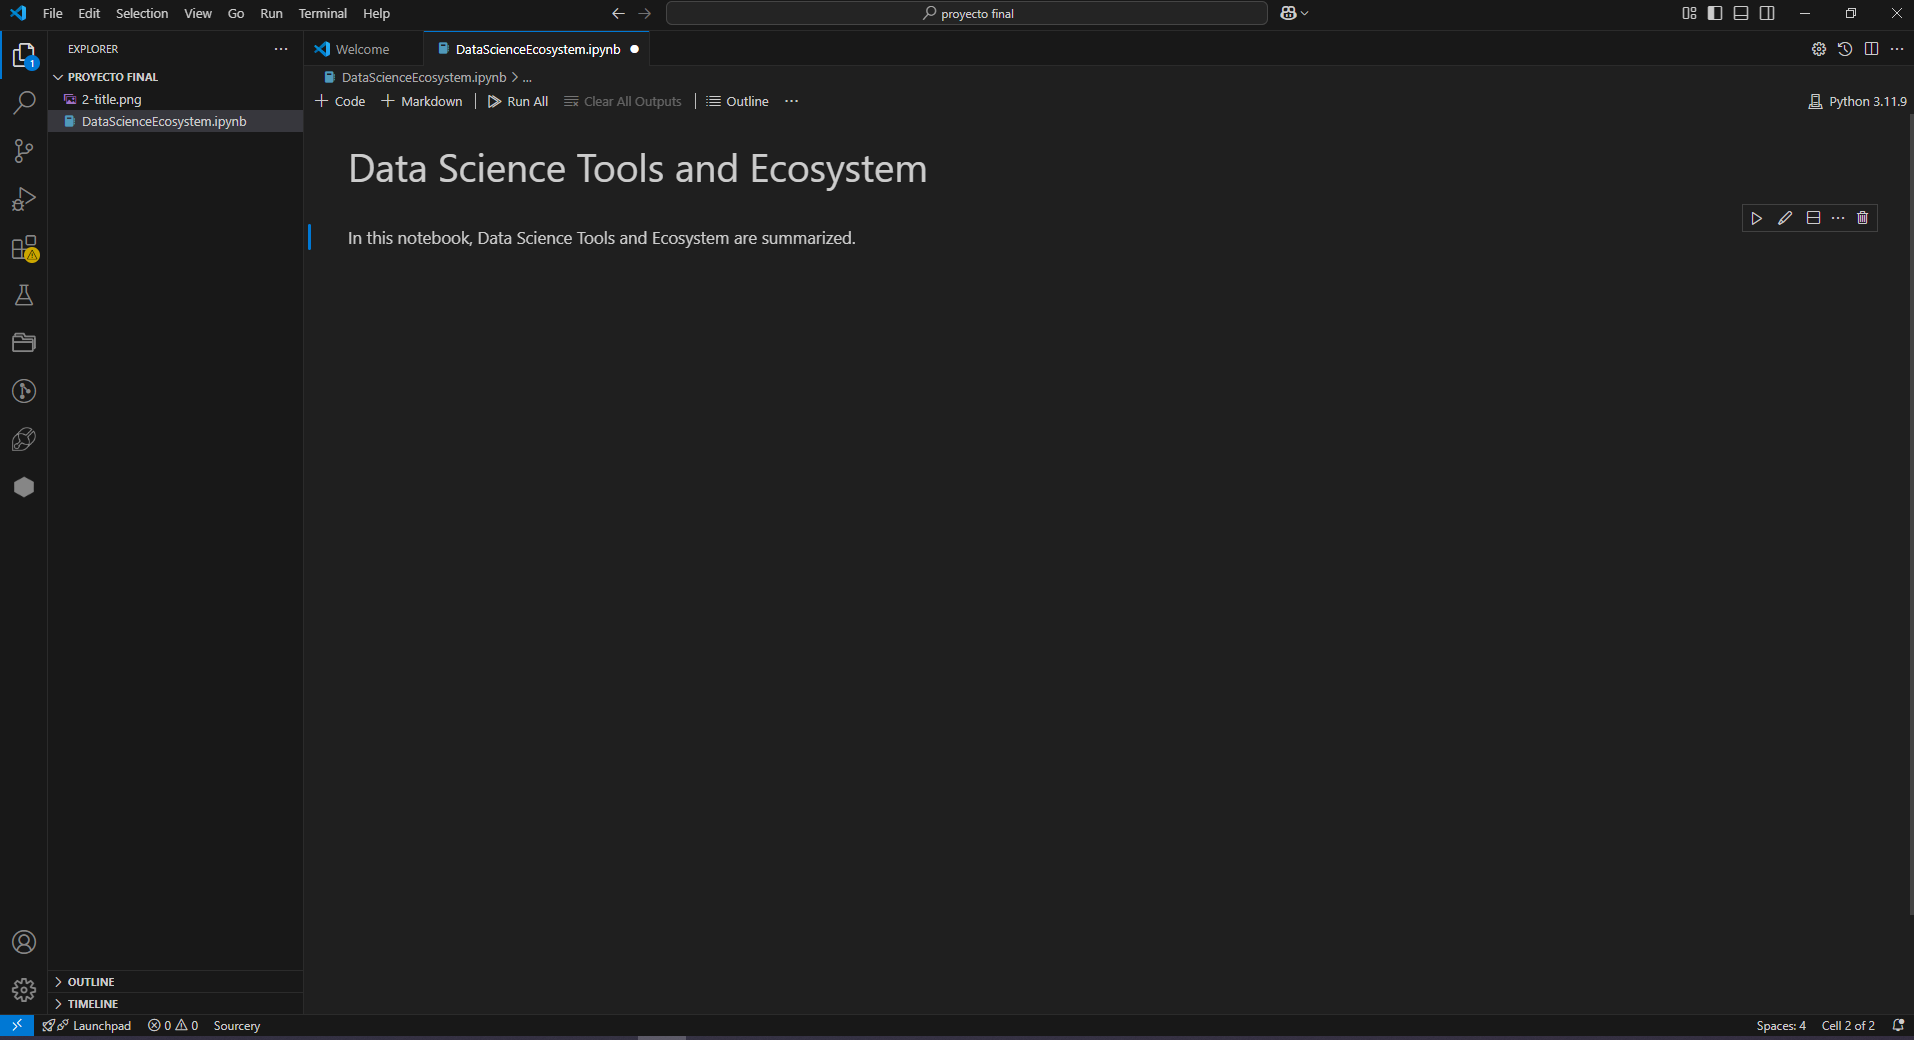 File Edit Selection View Go Run Terminal Help
proyecto final
EXPLORER
PROYECTO FINAL
2-title.png
DataScienceEcosystem.ipynb
1
Welcome
DataScienceEcosystem.ipynb
DataScienceEcosystem.ipynb > ...
+ Code + Markdown Run All Clear All Outputs Outline ...
Python 3.11.9
Data Science Tools and Ecosystem
In this notebook, Data Science Tools and Ecosystem are summarized.
OUTLINE
TIMELINE
Launchpad 0 0 Sourcery
Spaces: 4 Cell 2 of 2